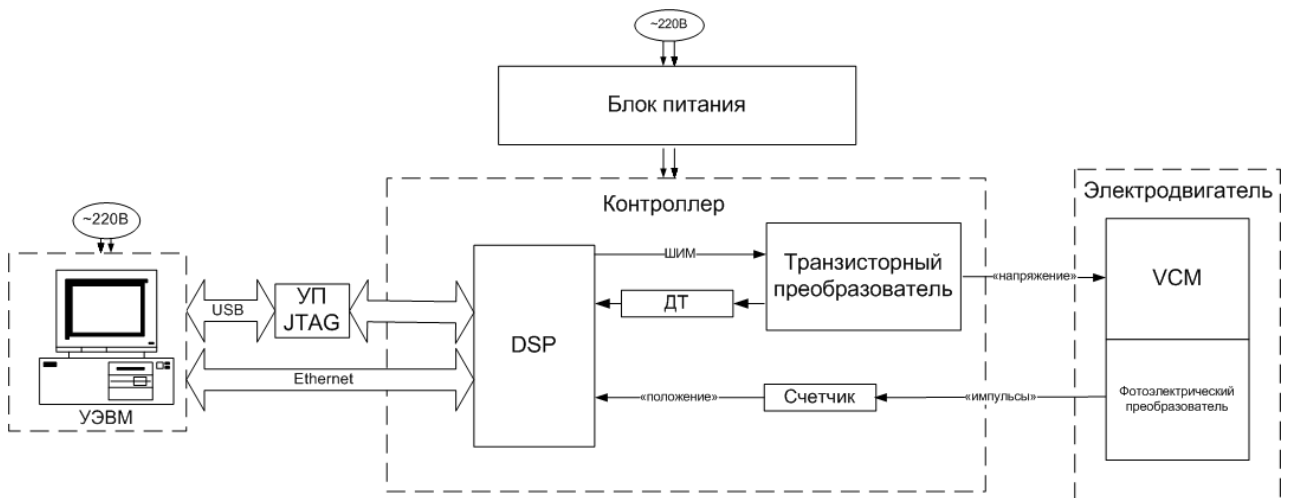 ~220В
Блок питания
Контроллер
Электродвигатель
~220В
ШИМ
Транзисторный
преобразователь
«напряжение»
VCM
УП
JTAG
USB
ДТ
DSP
Ethernet
«положение»
Счетчик
«импульсы»
Фотоэлектрический
преобразователь
УЭВМ